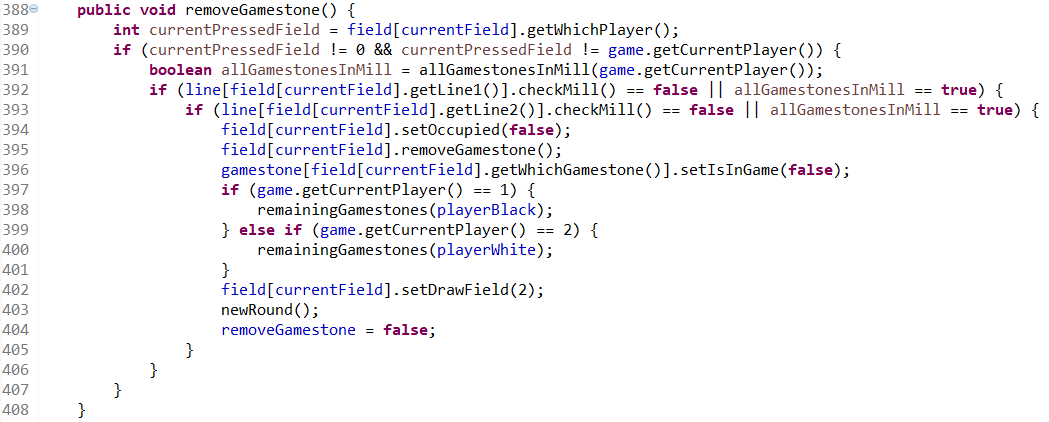 388 public void removeGamestone() {
389 int currentPressedField = field[currentField].getWhichPlayer();
390 if (currentPressedField != 0 && currentPressedField != game.getCurrentPlayer()) {
391 boolean allGamestonesInMill = allGamestonesInMill(game.getCurrentPlayer());
392 if (line[field[currentField].getLine1()].checkMill() == false || allGamestonesInMill == true) {
393 if (line[field[currentField].getLine2()].checkMill() == false || allGamestonesInMill == true) {
394 field[currentField].setOccupied(false);
395 field[currentField].removeGamestone();
396 gamestone[field[currentField].getWhichGamestone()].setIsInGame(false);
397 if (game.getCurrentPlayer() == 1) {
398 remainingGamestones(playerBlack);
399 } else if (game.getCurrentPlayer() == 2) {
400 remainingGamestones(playerWhite);
401 }
402 field[currentField].setDrawField(2);
403 newRound();
404 removeGamestone = false;
405 }
406 }
407 }
408 }